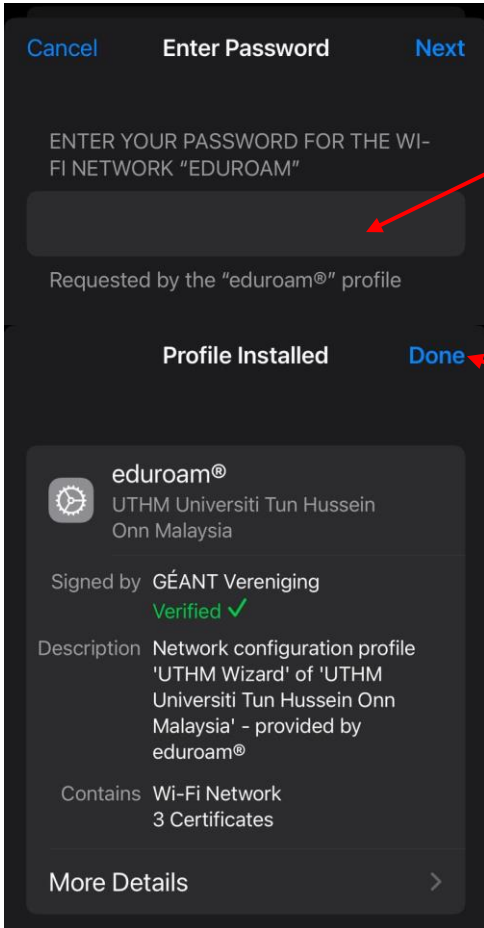 Cancel Enter Password Next
ENTER YOUR PASSWORD FOR THE WI-
FI NETWORK “EDUROAM”
Requested by the “eduroam®” profile
Profile Installed Done
eduroam®
UTHM Universiti Tun Hussein
Onn Malaysia
Signed by GÉANT Vereniging
Verified ✓
Description Network configuration profile
'UTHM Wizard' of 'UTHM
Universiti Tun Hussein Onn
Malaysia' - provided by
eduroam®
Contains Wi-Fi Network
3 Certificates
More Details